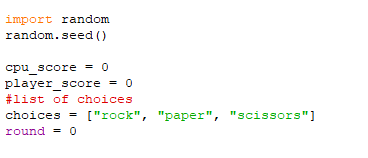 import random
random.seed()
cpu_score = 0
player_score = 0
#list of choices
choices = ["rock", "paper", "scissors"]
round = 0